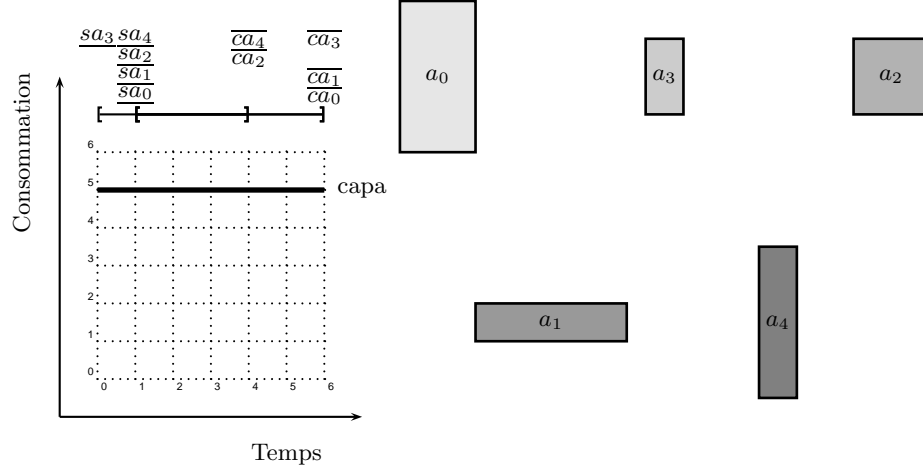 sa₃ sa₄ ca₄ ca₃
sa₂ ca₂
sa₁ ca₁
sa₀ ca₀
Consommation
6
5
4
3
2
1
0
0 1 2 3 4 5 6
capa
Temps
a₀
a₃
a₂
a₁
a₄